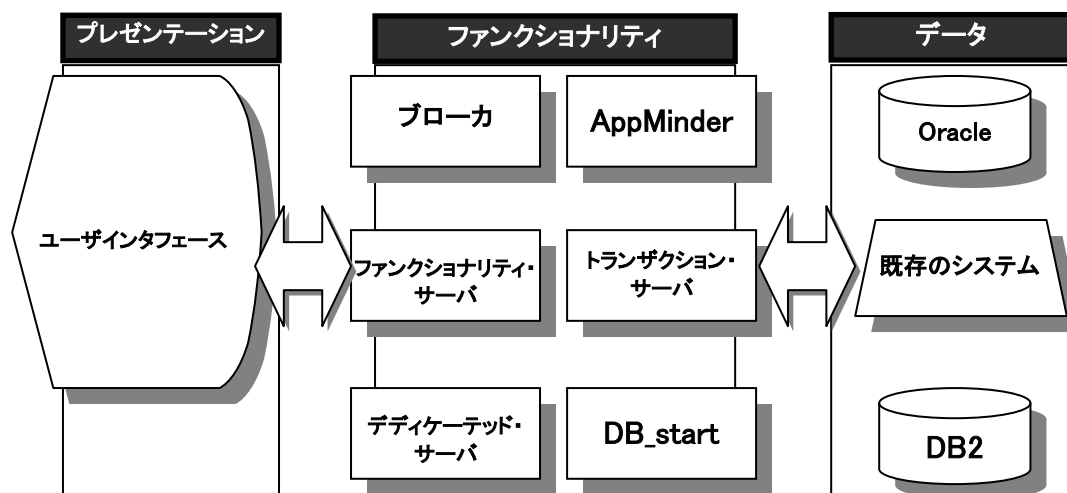 プレゼンテーション
ファンクショナリティ
データ
ブローカ
AppMinder
Oracle
ユーザインタフェース
ファンクショナリティ・
サーバ
トランザクション・
サーバ
既存のシステム
デディケーテッド・
サーバ
DB_start
DB2